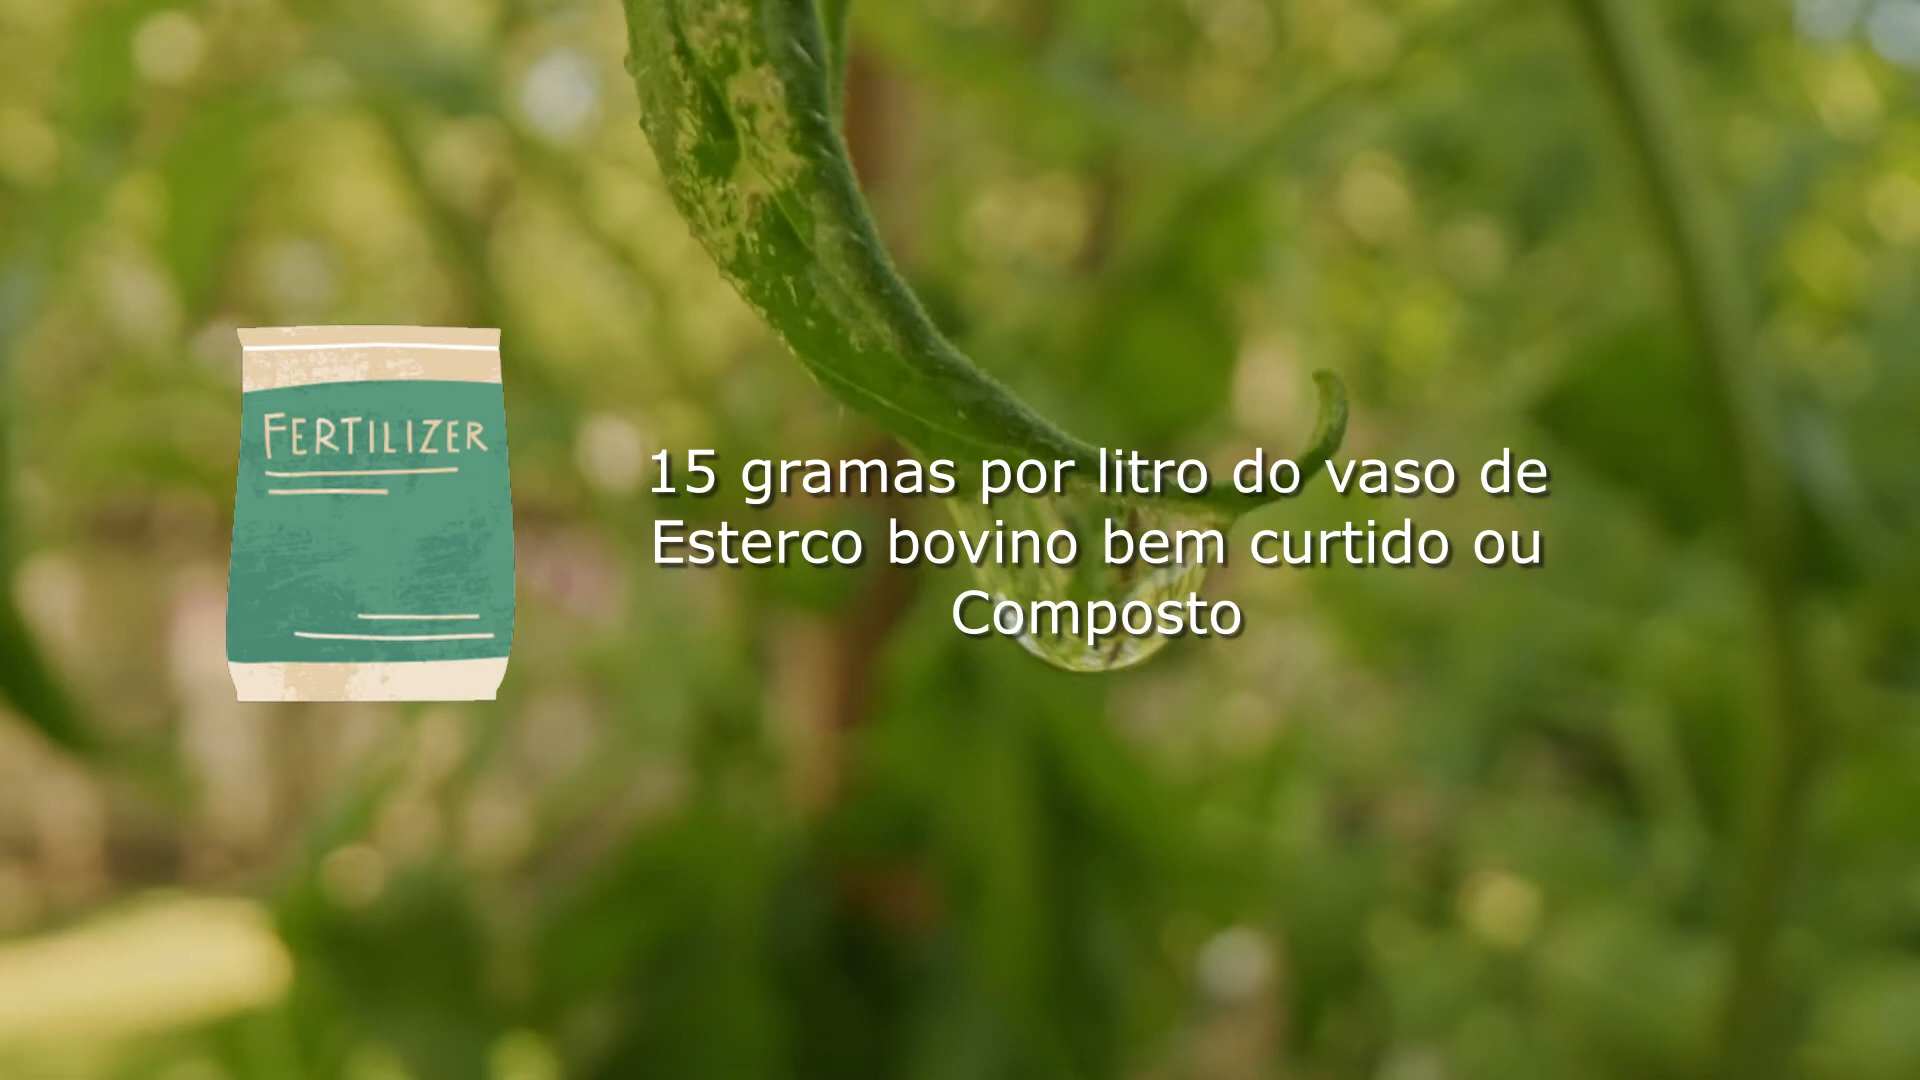 FERTILIZER
15 gramas por litro do vaso de
Esterco bovino bem curtido ou
Composto